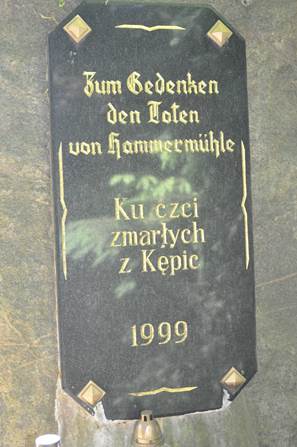 Zum Gedenken
den Toten
von Hammermühle
Ku czci
zmarłych
z Kępic
1999